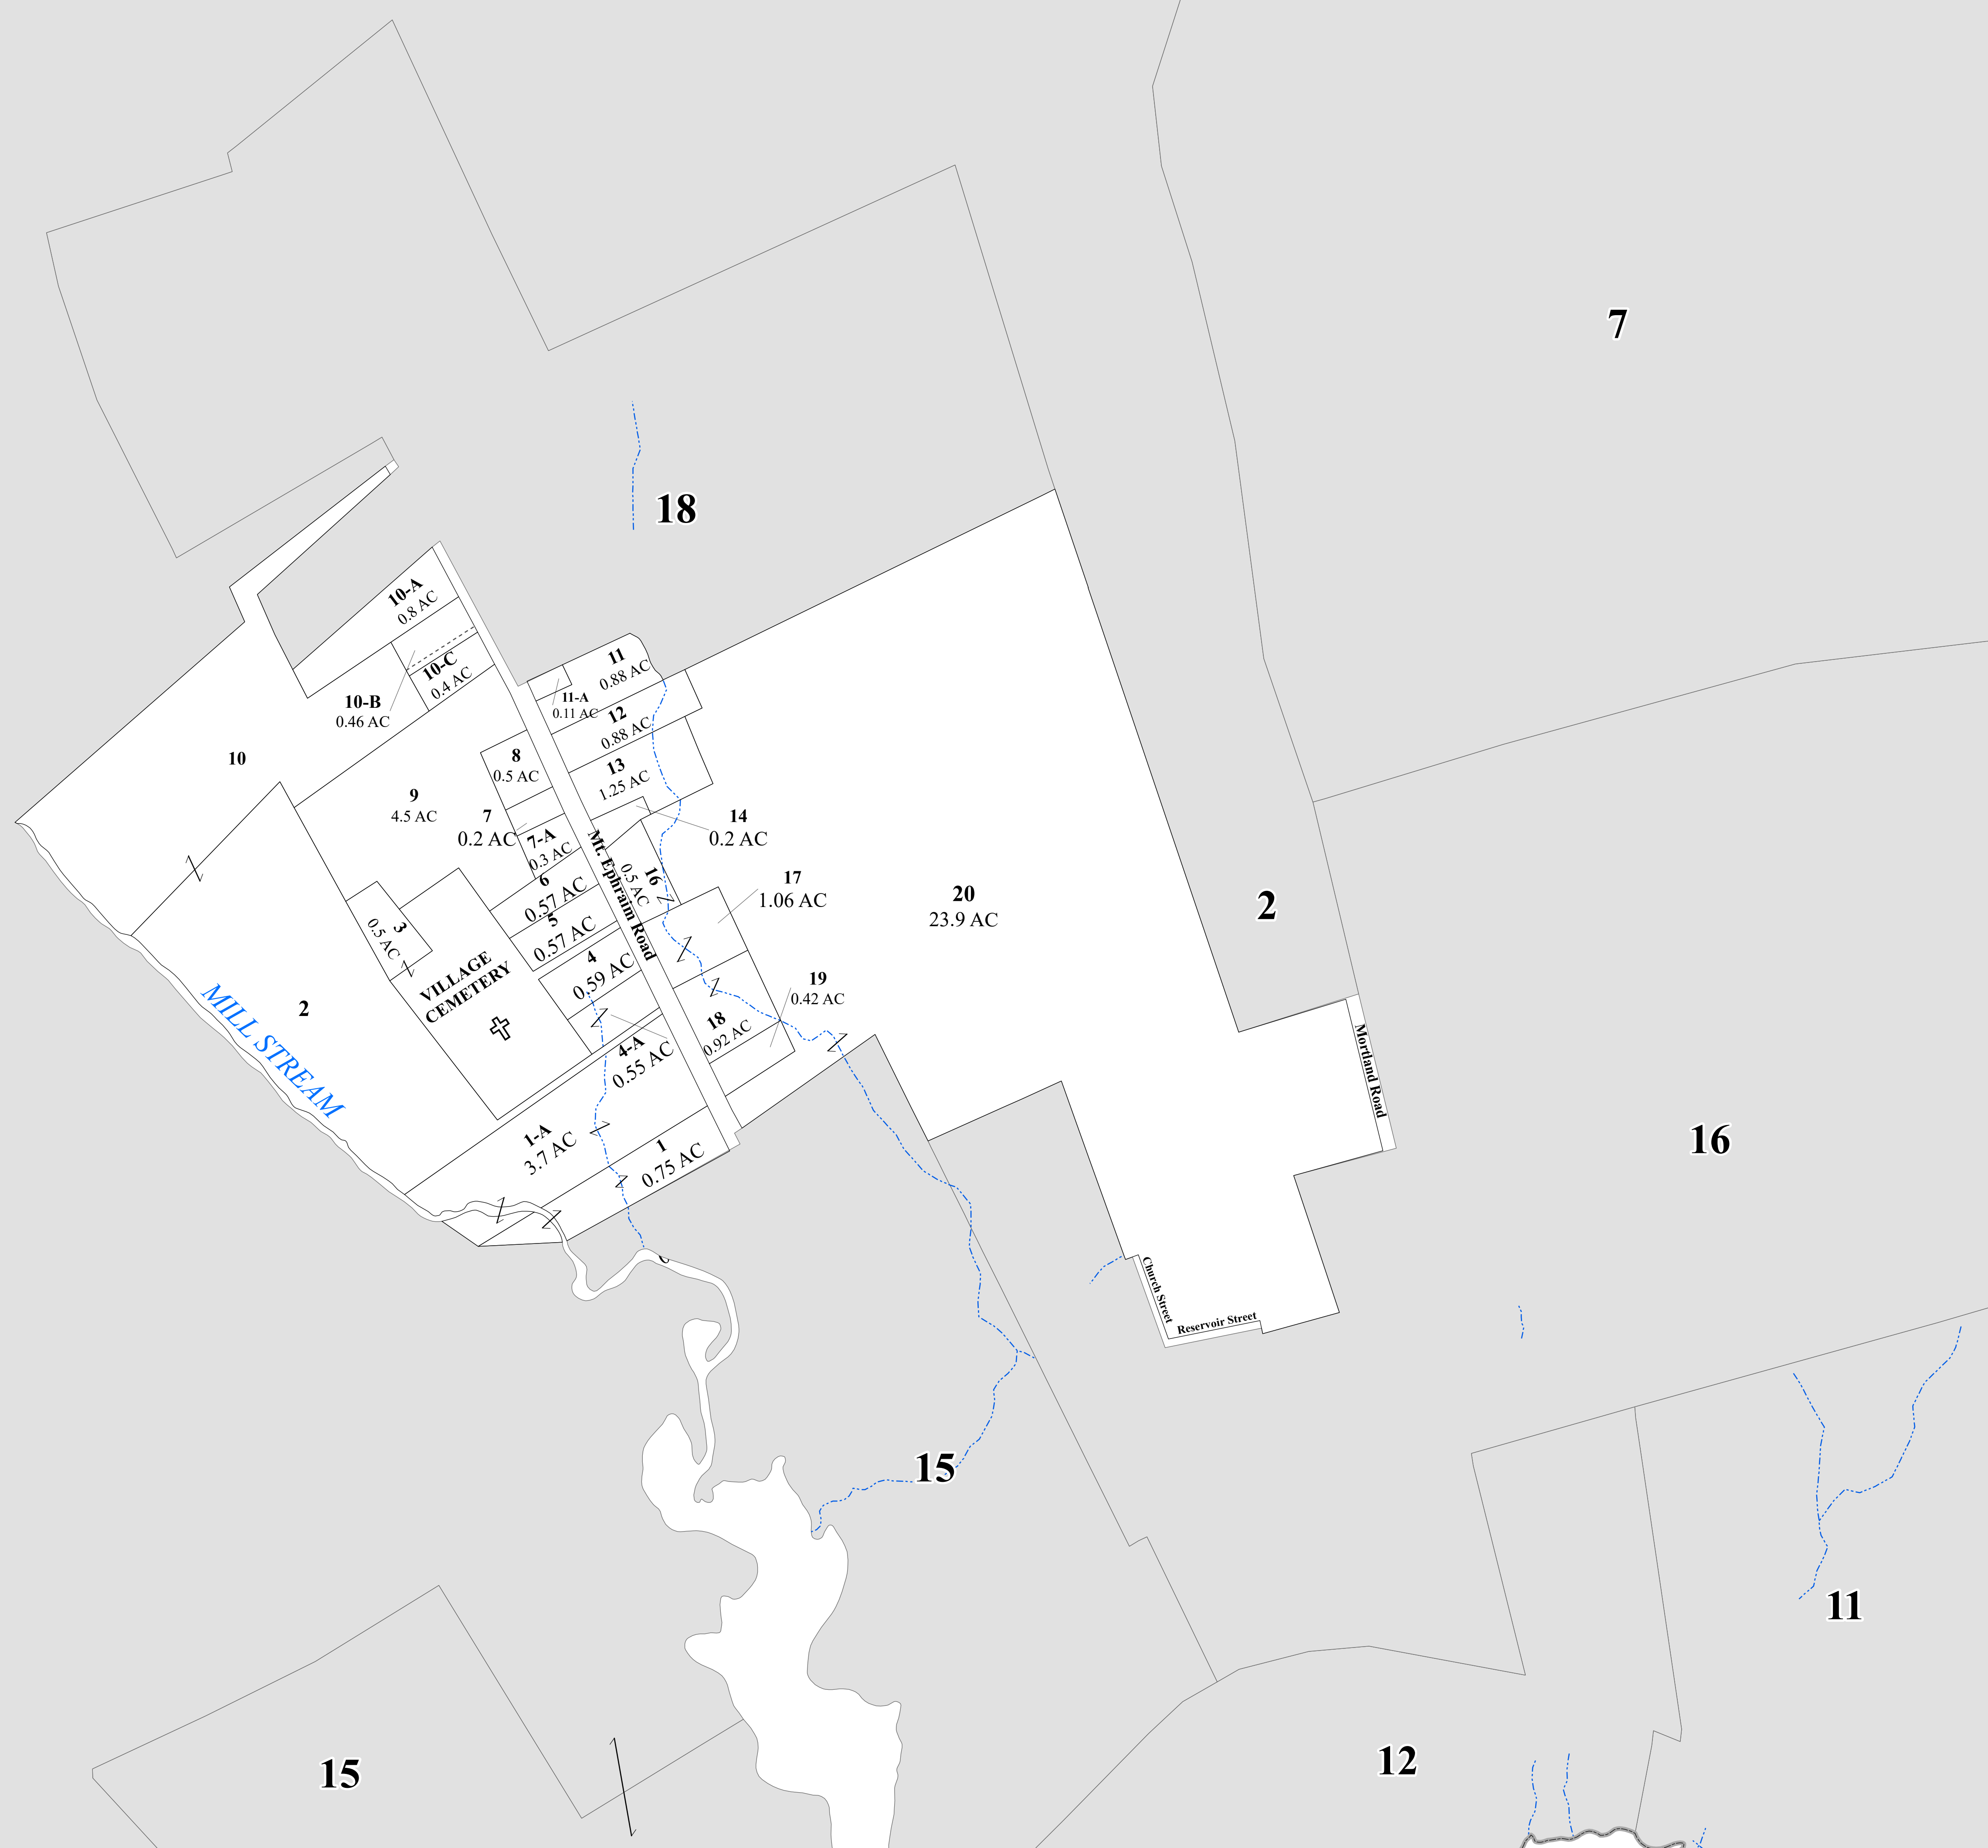 7
18
10-A
0.8 AC
10-C
0.4 AC
10-B
0.46 AC
11
0.88 AC
11-A
0.11 AC
12
0.88 AC
10
8
0.5 AC
13
1.25 AC
9
4.5 AC
7
0.2 AC
7-A
0.3 AC
14
0.2 AC
Mt. Ephraim Road
6
0.57 AC
16
0.5 AC
17
1.06 AC
20
23.9 AC
2
3
0.5 AC
5
0.57 AC
4
0.59 AC
VILLAGE
CEMETERY
19
0.42 AC
2
MILL STREAM
18
0.92 AC
4-A
0.55 AC
Mortland Road
1-A
3.7 AC
1
0.75 AC
16
Church Street
Reservoir Street
15
11
15
12